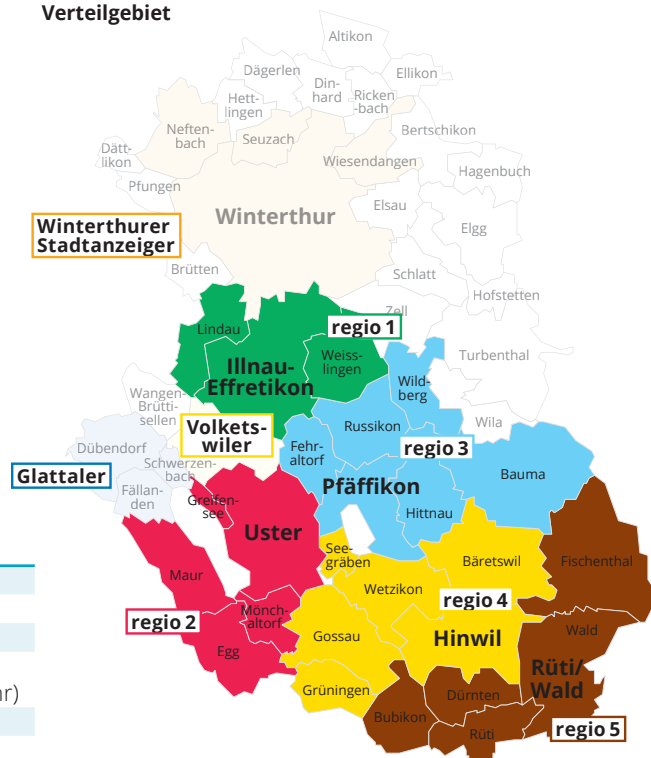 Verteilgebiet
Altikon
Dägerlen
Ellikon
Din-
hard
Ricken
-bach
Hett-
lingen
Neften-
bach
Seuzach
Bertschikon
Dätt-
likon
Wiesendangen
Hagenbuch
Pfungen
Elsau
Winterthur
Elgg
Winterthurer
Stadtanzeiger
Brütten
Schlatt
Hofstetten
Zell
Lindau
regio 1
Weiss-
lingen
Turbenthal
Illnau-
Effretikon
Wild-
berg
Wangen-
Brütti-
sellen
Volkets-
wiler
Russikon
Wila
Dübendorf
Fehr-
altorf
regio 3
Schwerzen-
bach
Glattaler
Bauma
Pfäffikon
Fällan-
den
Greifen-
see
Hittnau
Uster
See-
gräben
Bäretswil
Fischenthal
Maur
Wetzikon
regio 4
Mönch-
altorf
regio 2
Gossau
Hinwil
Wald
Egg
Rüti/
Wald
Grüningen
Dürnten
hr)
Bubikon
Rüti
regio 5